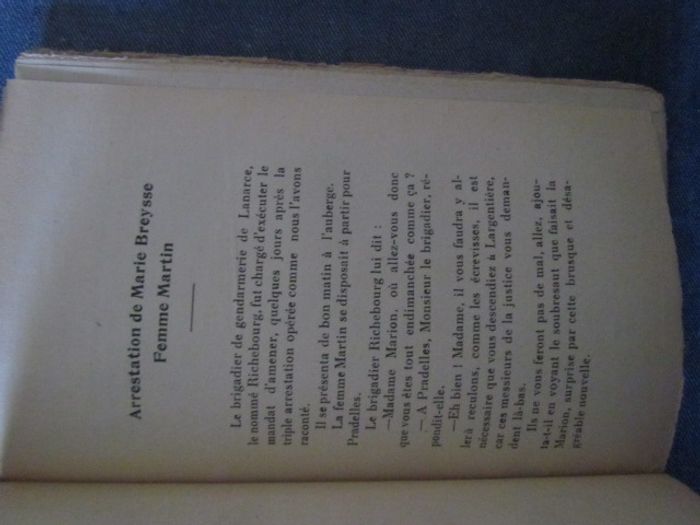 Arrestation de Marie Breysse
Femme Martin
Le brigadier de gendarmerie de Lanarce,
le nommé Richebourg, fut chargé d'exécuter le
mandat d'amener, quelques jours après la
triple arrestation opérée comme nous l'avons
raconté.
Il se présenta de bon matin à l'auberge.
La femme Martin se disposait à partir pour
Pradelles.
Le brigadier Richebourg lui dit :
—Madame Marion, où allez-vous donc
que vous êtes tout endimanchée comme ça ?
—A Pradelles, Monsieur le brigadier, ré-
pondit-elle.
—Eh bien ! Madame, il vous faudra y al-
lerà reculons, comme les écrevisses, il est
nécessaire que vous descendiez à Largentière,
car ces messieurs de la justice vous deman-
dent là-bas.
Ils ne vous feront pas de mal, allez, ajou-
la-t-il en voyant le soubresaut que faisait la
Marion, surprise par cette brusque et désa-
gréable nouvelle.